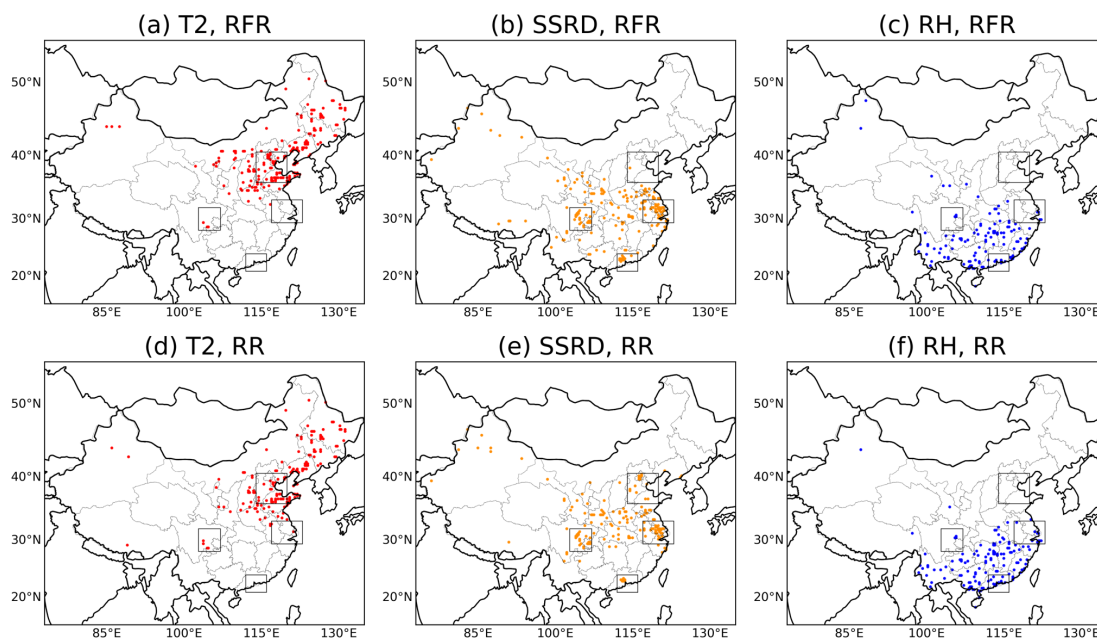 (a) T2, RFR
(b) SSRD, RFR
(c) RH, RFR
50°N
50°N
50°N
40°N
40°N
40°N
30°N
30°N
30°N
20°N
20°N
20°N
85°E 100°E 115°E 130°E
85°E 100°E 115°E 130°E
85°E 100°E 115°E 130°E
(d) T2, RR
(e) SSRD, RR
(f) RH, RR
50°N
50°N
50°N
40°N
40°N
40°N
30°N
30°N
30°N
20°N
20°N
20°N
85°E 100°E 115°E 130°E
85°E 100°E 115°E 130°E
85°E 100°E 115°E 130°E